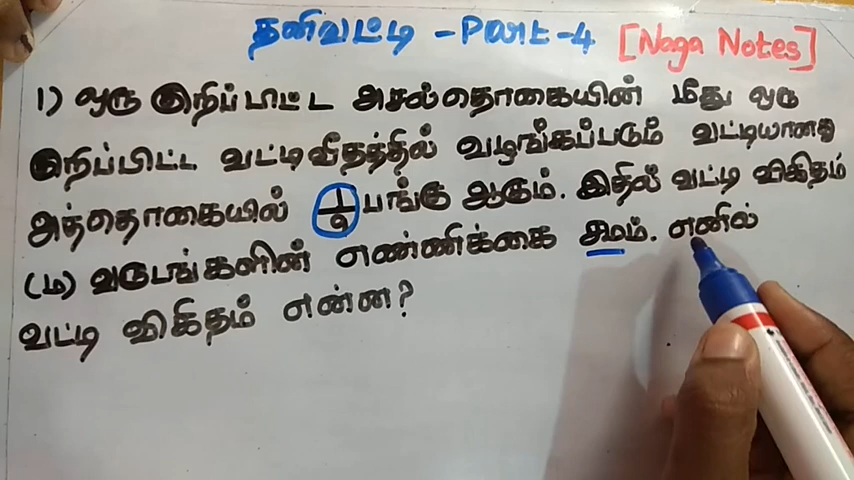 தனிவட்டி - Part - 4 [Naga Notes]
1) ஒரு குறிப்பிட்ட அசல்தொகையின் மீது ஒரு
குறிப்பிட்ட வட்டிவீதத்தில் வழங்கப்படும் வட்டியானது
அத்தொகையில் 1/9 பங்கு ஆகும். இதில் வட்டி விகிதம்
(ம) வருடங்களின் எண்ணிக்கை சமம். எனில்
வட்டி விகிதம் என்ன?